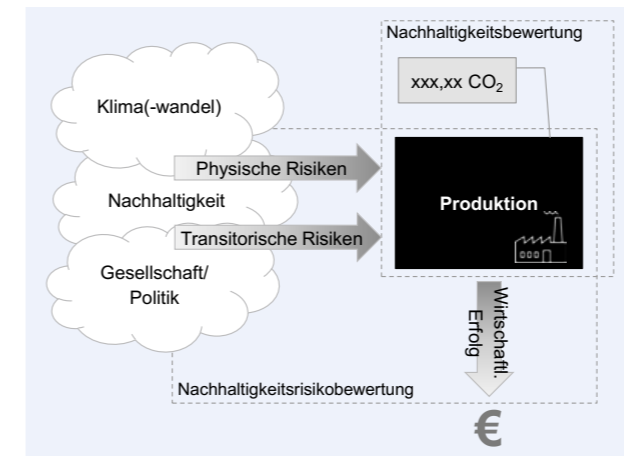 Nachhaltigkeitsbewertung
xxx,xx CO₂
Klima(-wandel)
Physische Risiken
Nachhaltigkeit
Produktion
Transitorische Risiken
Gesellschaft/
Politik
Wirtschaftl.
Erfolg
Nachhaltigkeitsrisikobewertung
€